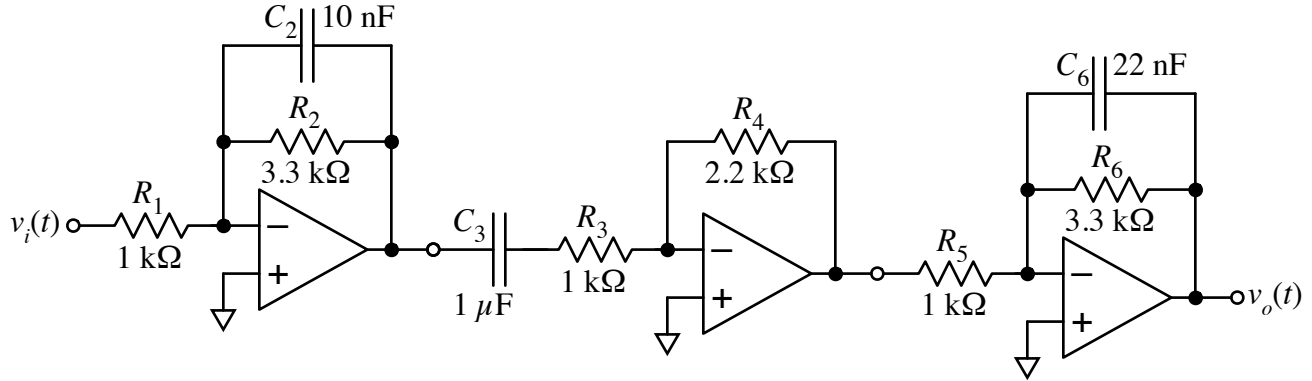 C2 10 nF
R2
3.3 kΩ
vi(t)
R1
1 kΩ
−
+
C3
1 µF
R3
1 kΩ
R4
2.2 kΩ
−
+
R5
1 kΩ
C6 22 nF
R6
3.3 kΩ
−
+
vo(t)